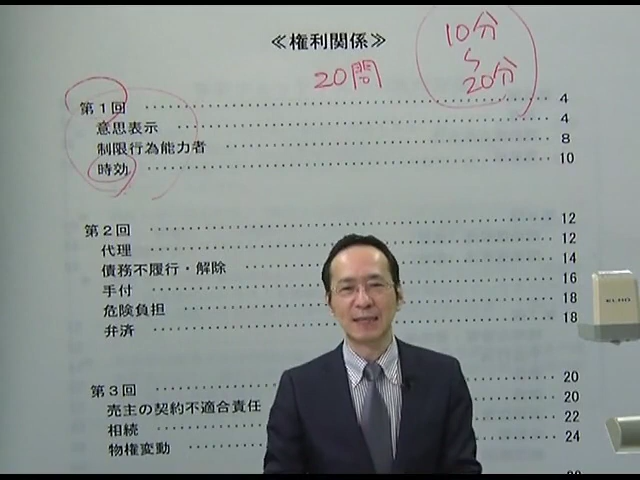 ≪権利関係≫
20問
10分
〜
20分
第1回 ………… 4
意思表示 ………… 4
制限行為能力者 ………… 8
時効 ………… 10
第2回 ………… 12
代理 ………… 12
債務不履行・解除 ………… 14
手付 ………… 16
危険負担 ………… 18
弁済 ………… 18
第3回 ………… 20
売主の契約不適合責任 ………… 20
相続 ………… 22
物権変動 ………… 24
ELMO